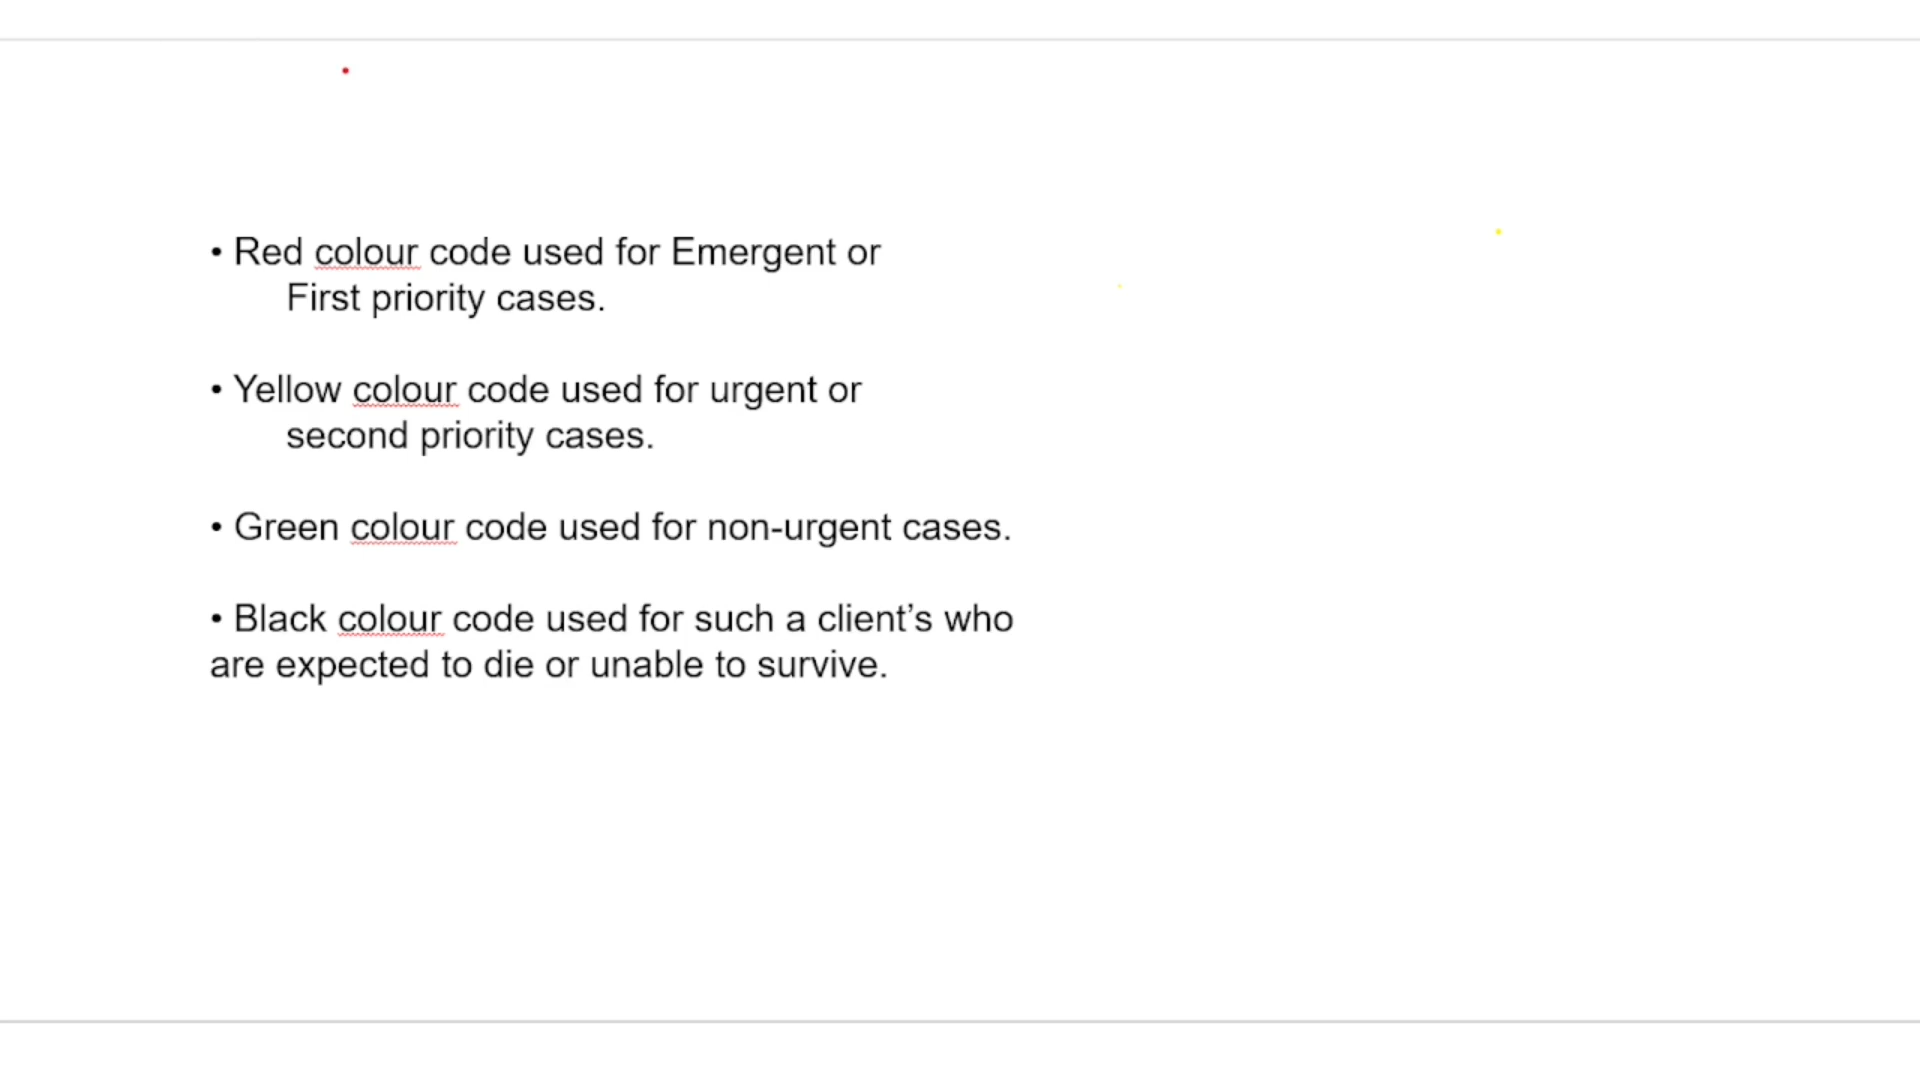 • Red colour code used for Emergent or
First priority cases.
• Yellow colour code used for urgent or
second priority cases.
• Green colour code used for non-urgent cases.
• Black colour code used for such a client’s who
are expected to die or unable to survive.